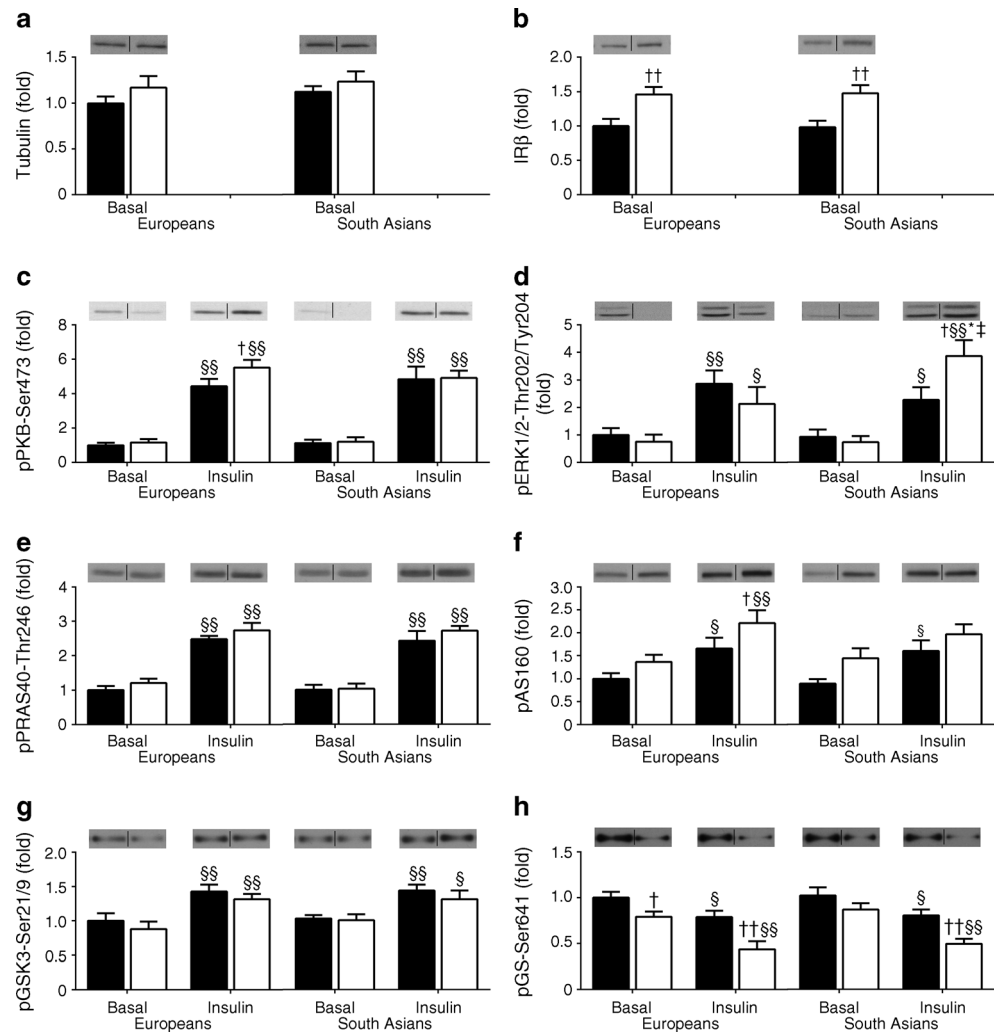 a
Tubulin (fold)
1.5
1.0
0.5
0
Basal
Basal
Europeans
South Asians
b
IRβ (fold)
2.0
††
††
1.5
1.0
0.5
0
Basal
Basal
Europeans
South Asians
c
pPKB-Ser473 (fold)
8
6
4
2
0
§§
†§§
§§
§§
Basal
Insulin
Basal
Insulin
Europeans
South Asians
d
pERK1/2-Thr202/Tyr204
(fold)
5
4
3
2
1
0
§§
§
§
†§§*‡
Basal
Insulin
Basal
Insulin
Europeans
South Asians
e
pPRAS40-Thr246 (fold)
4
3
2
1
0
§§
§§
§§
§§
Basal
Insulin
Basal
Insulin
Europeans
South Asians
f
pAS160 (fold)
3.0
2.5
2.0
1.5
1.0
0.5
0
§
†§§
§
Basal
Insulin
Basal
Insulin
Europeans
South Asians
g
pGSK3-Ser21/9 (fold)
2.0
1.5
1.0
0.5
0
§§
§§
§§
§
Basal
Insulin
Basal
Insulin
Europeans
South Asians
h
pGS-Ser641 (fold)
1.5
1.0
0.5
0
†
§
††§§
§
††§§
Basal
Insulin
Basal
Insulin
Europeans
South Asians